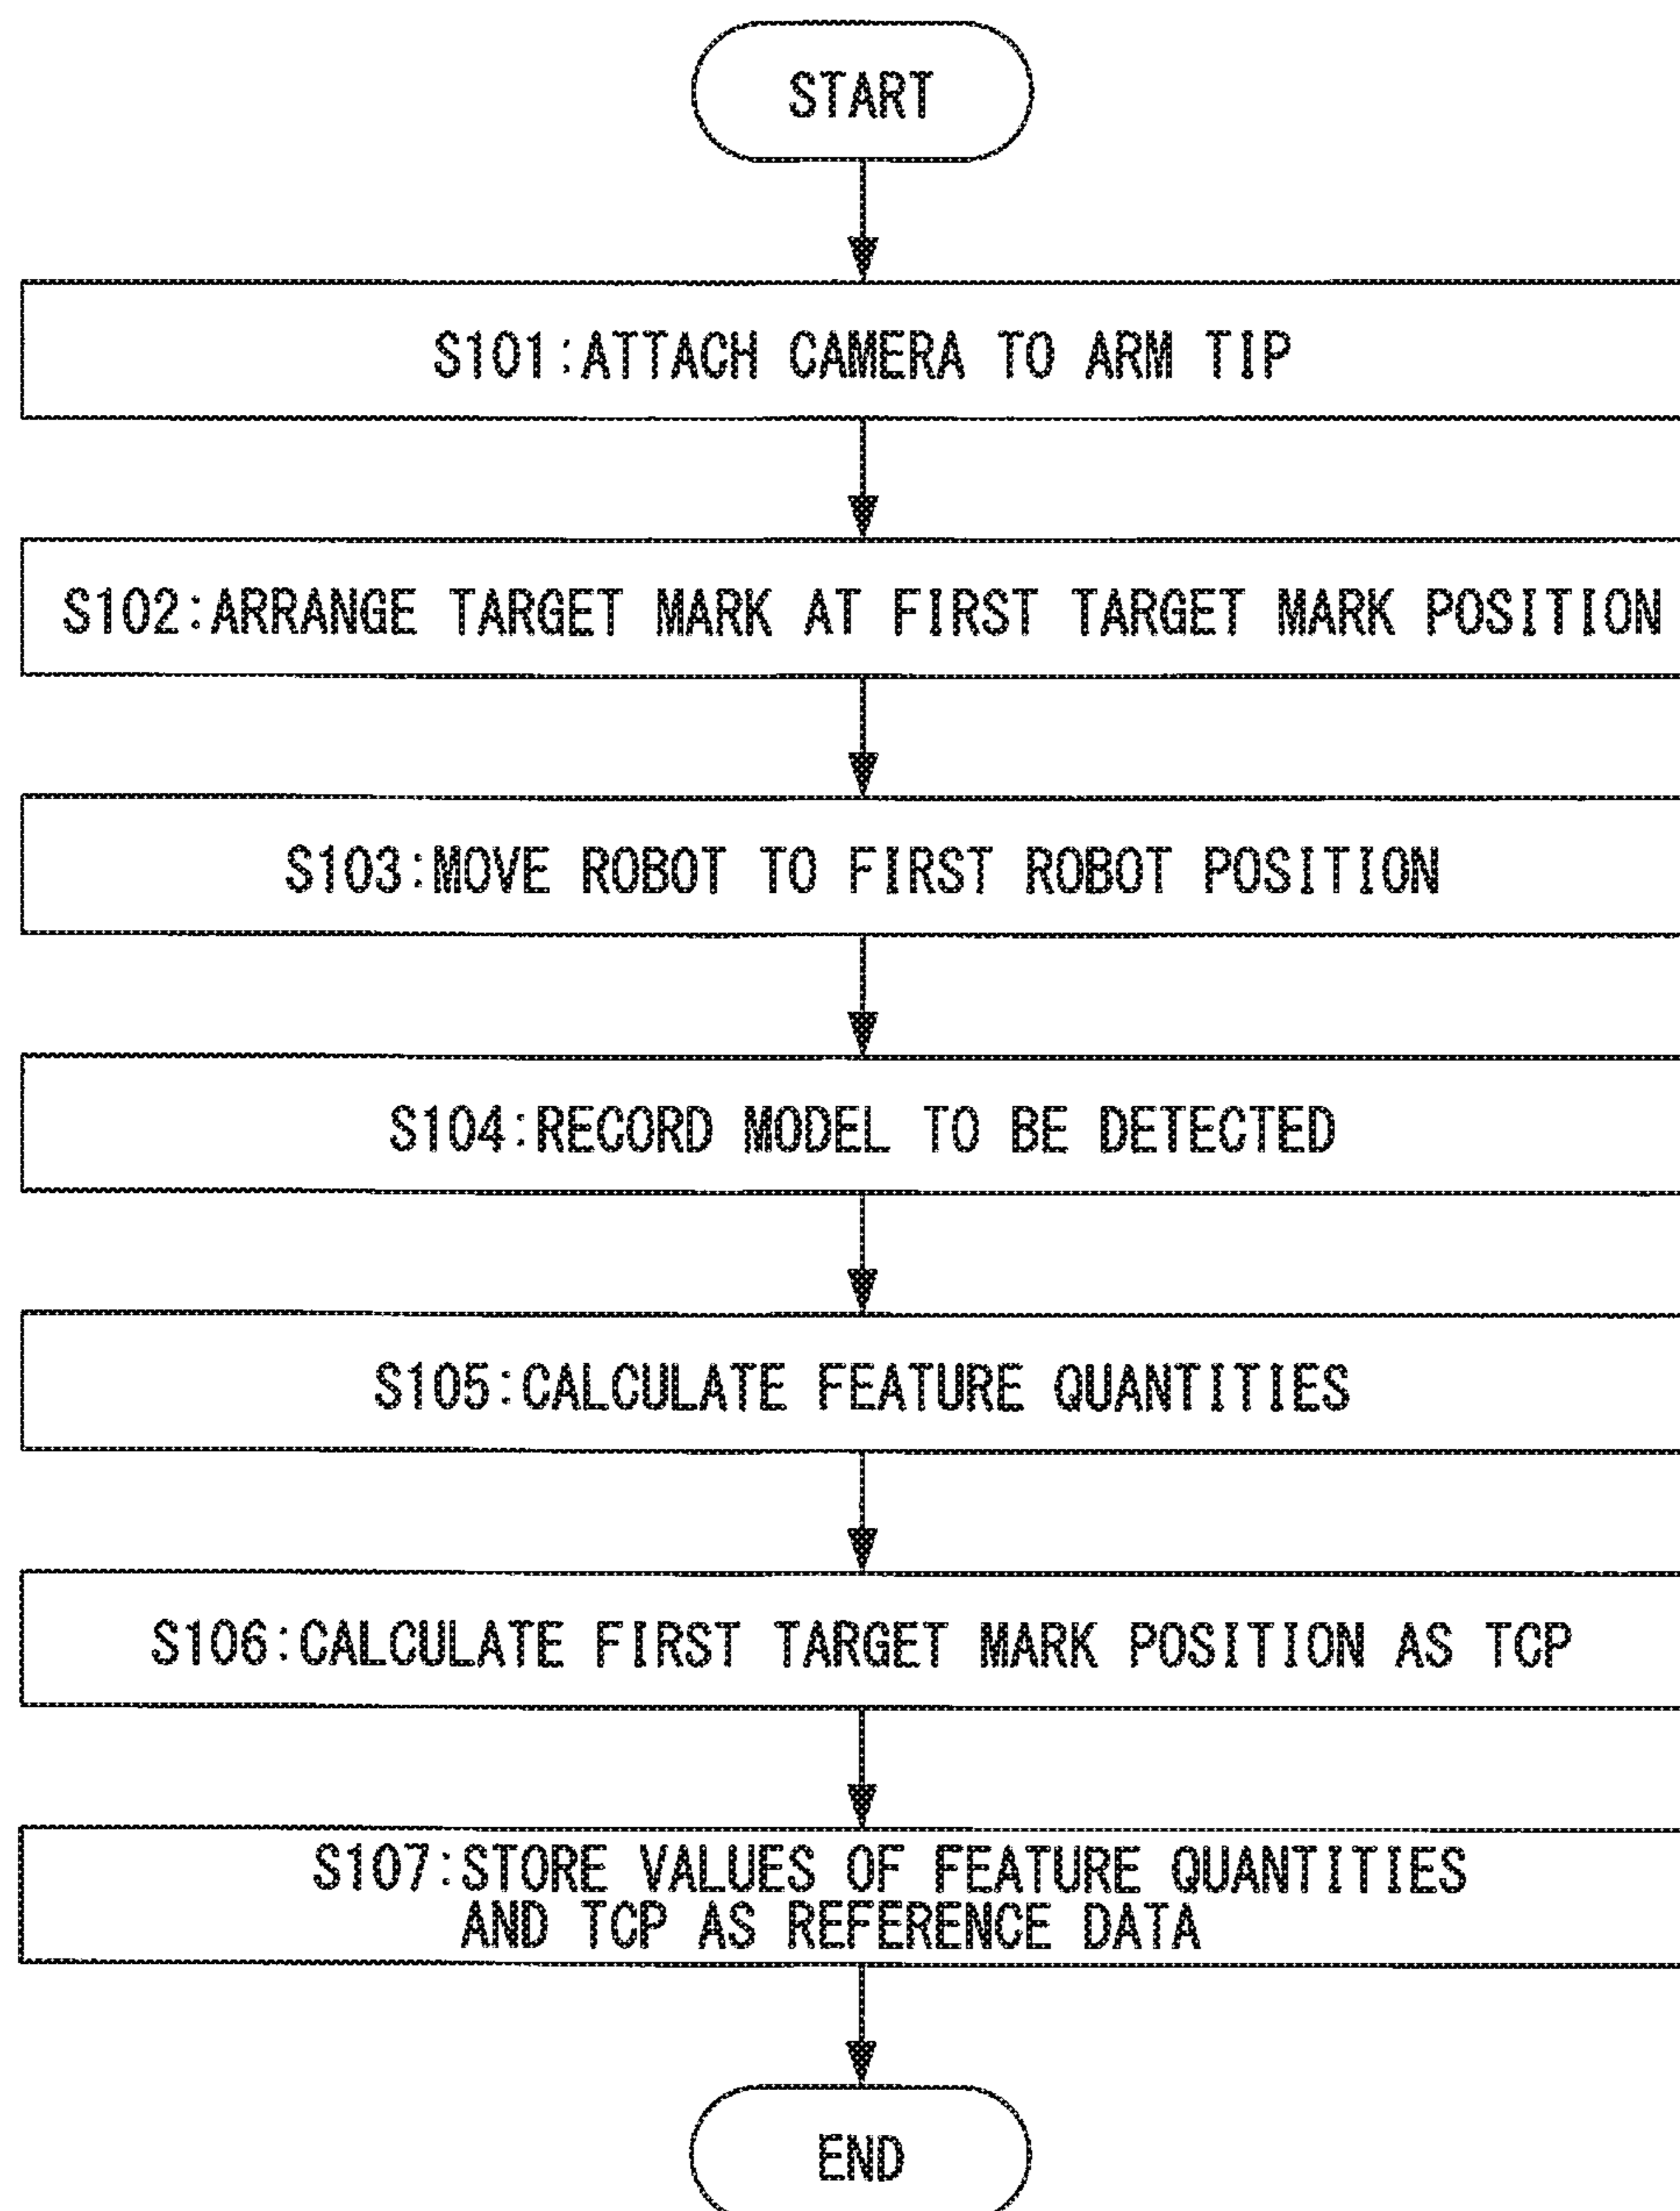 START
S101:ATTACH CAMERA TO ARM TIP
S102:ARRANGE TARGET MARK AT FIRST TARGET MARK POSITION
S103:MOVE ROBOT TO FIRST ROBOT POSITION
S104:RECORD MODEL TO BE DETECTED
S105:CALCULATE FEATURE QUANTITIES
S106:CALCULATE FIRST TARGET MARK POSITION AS TCP
S107:STORE VALUES OF FEATURE QUANTITIES
AND TCP AS REFERENCE DATA
END